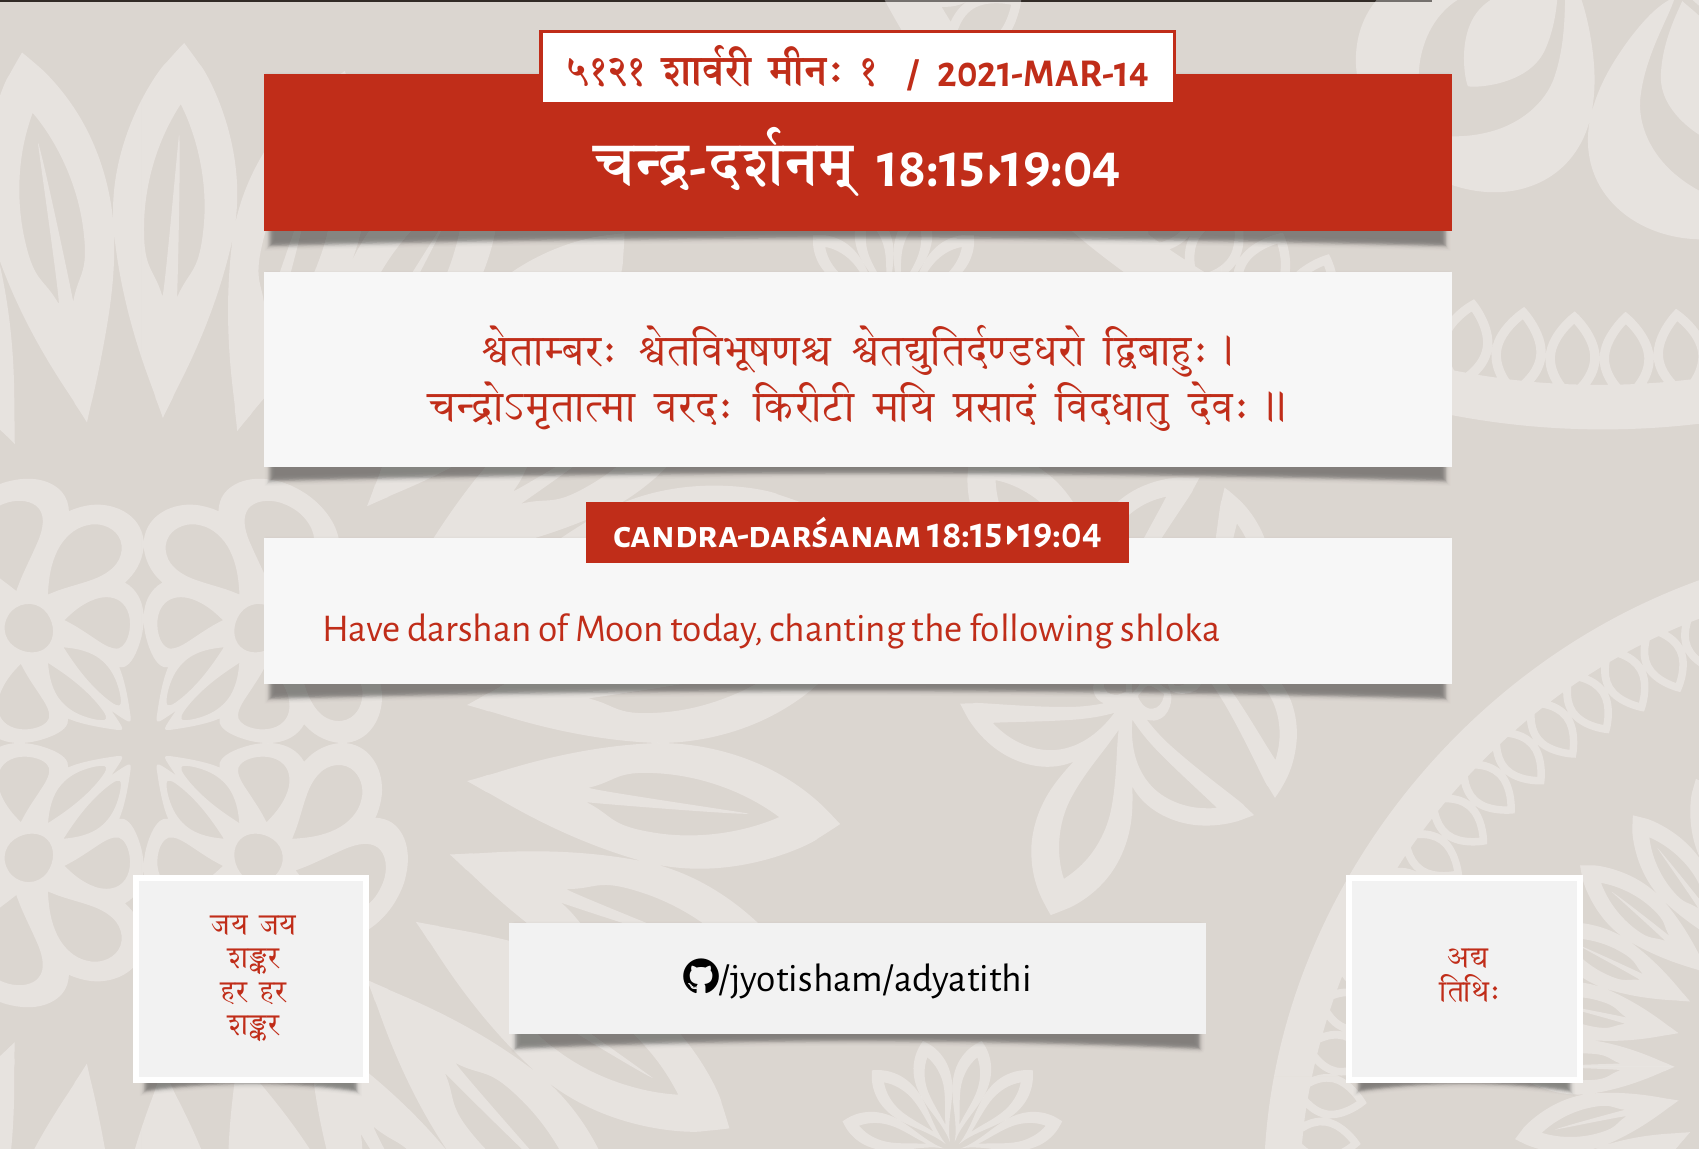 ५१२१ शार्वरी मीनः १ / 2021-MAR-14
चन्द्र-दर्शनम् 18:15▸19:04
श्वेताम्बरः श्वेतविभूषणश्च श्वेतद्युतिर्दण्डधरो द्विबाहुः ।
चन्द्रोऽमृतात्मा वरदः किरीटी मयि प्रसादं विदधातु देवः ॥
CANDRA-DARŚANAM 18:15▸19:04
Have darshan of Moon today, chanting the following shloka
जय जय
शङ्कर
हर हर
शङ्कर
/jyotisham/adyatithi
अद्य
तिथिः